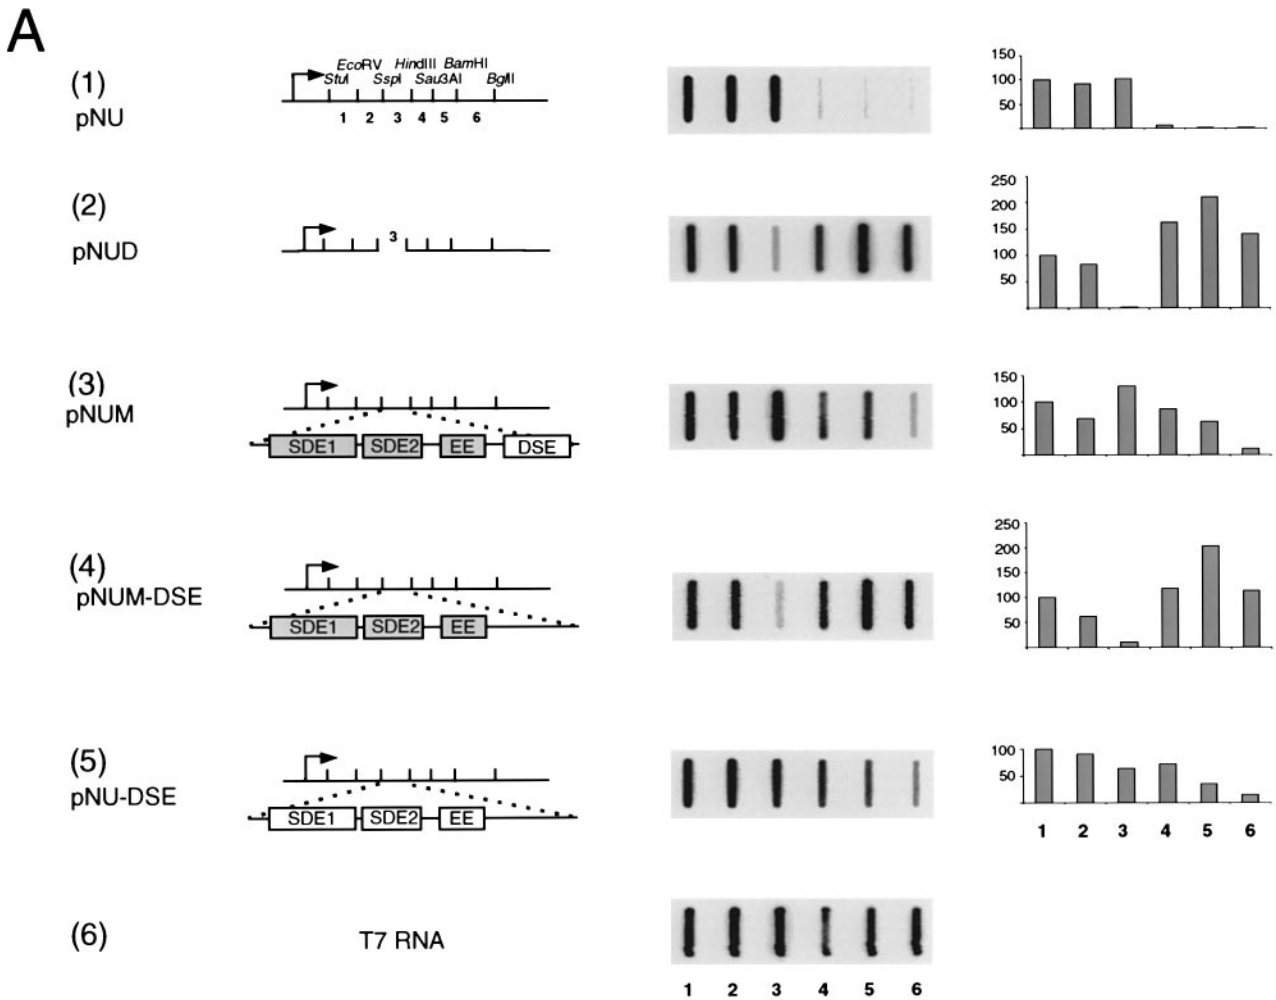 A
(1)
pNU
EcoRV HindIII BamHI
StuI SspI Sau3AI BglII
1 2 3 4 5 6
150
100
50
(2)
pNUD
3
250
200
150
100
50
(3)
pNUM
SDE1 SDE2 EE DSE
150
100
50
(4)
pNUM-DSE
SDE1 SDE2 EE
250
200
150
100
50
(5)
pNU-DSE
SDE1 SDE2 EE
100
50
1 2 3 4 5 6
(6)
T7 RNA
1 2 3 4 5 6